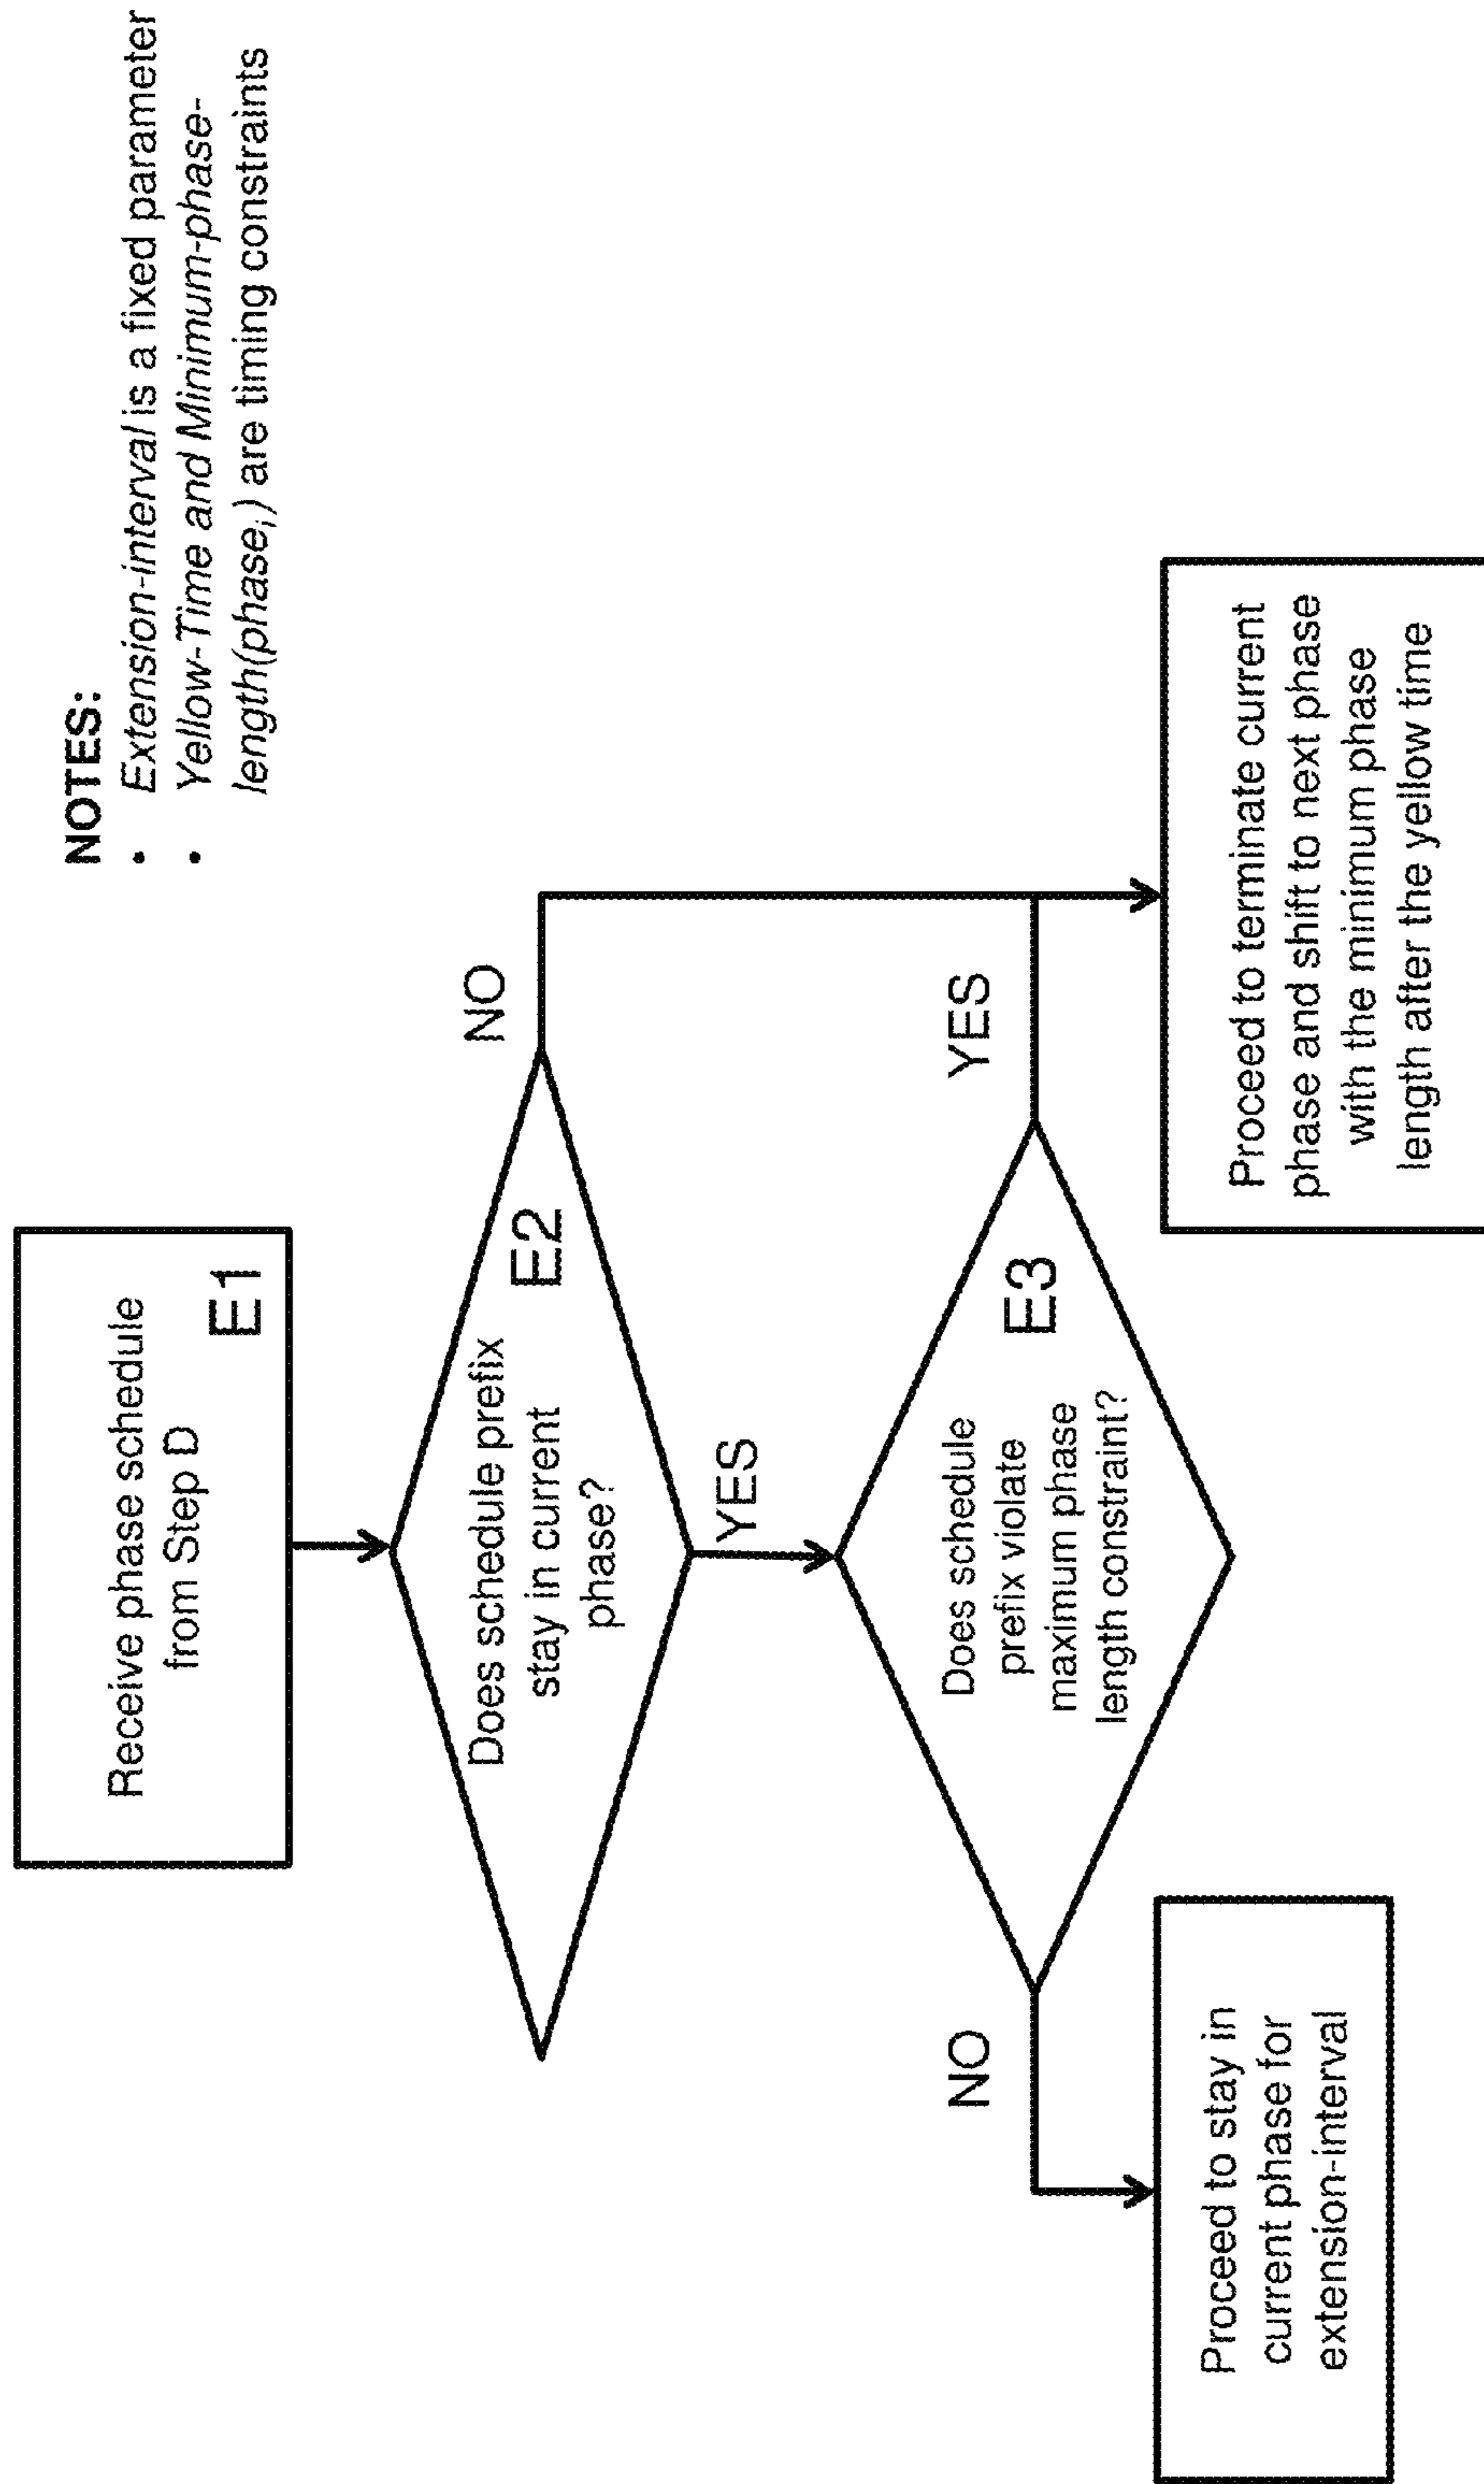 NOTES:
• Extension-interval is a fixed parameter
• Yellow-Time and Minimum-phase-
length(phaseᵢ) are timing constraints
Receive phase schedule
from Step D
E1
Does schedule prefix
stay in current
phase?
E2
NO
YES
Does schedule
prefix violate
maximum phase
length constraint?
E3
YES
NO
Proceed to stay in
current phase for
extension-interval
Proceed to terminate current
phase and shift to next phase
with the minimum phase
length after the yellow time